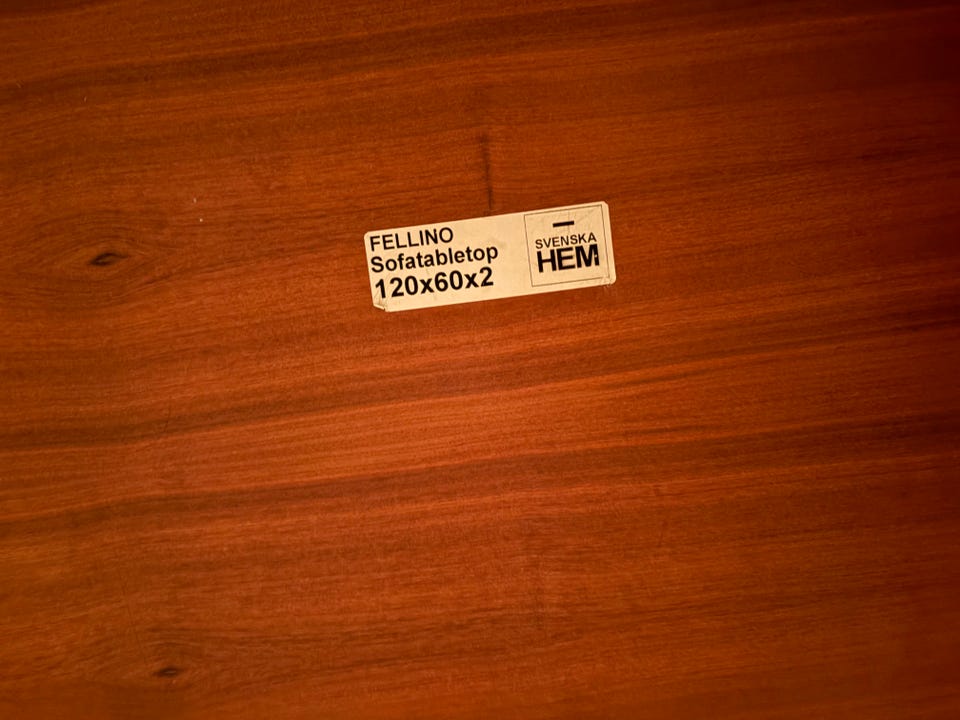 FELLINO
Sofatabletop
120x60x2
SVENSKA
HEM